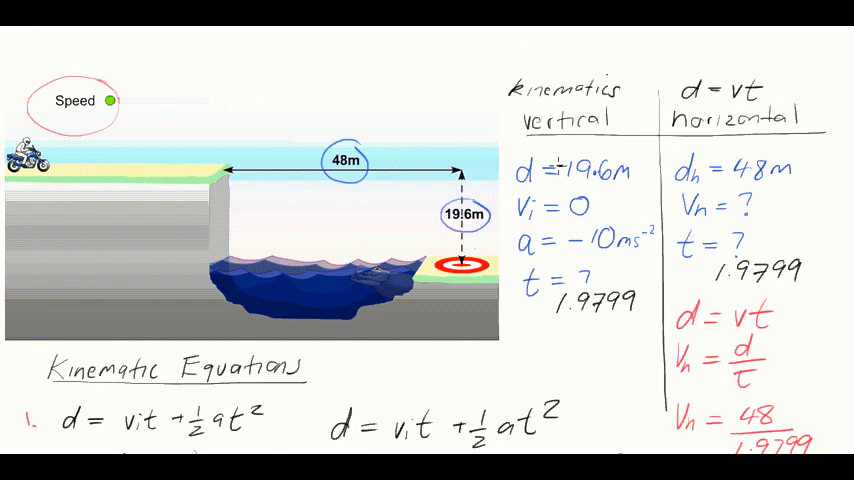 Speed
48m
19.6m
kinematics
vertical
d = -19.6m
Vi = 0
a = -10ms⁻²
t = ?
1.9799
d = vt
horizontal
dh = 48m
Vh = ?
t = ?
1.9799
d = vt
Vh = d/t
Vh = 48/1.9799
Kinematic Equations
1. d = vit + ½at²
d = vit + ½at²